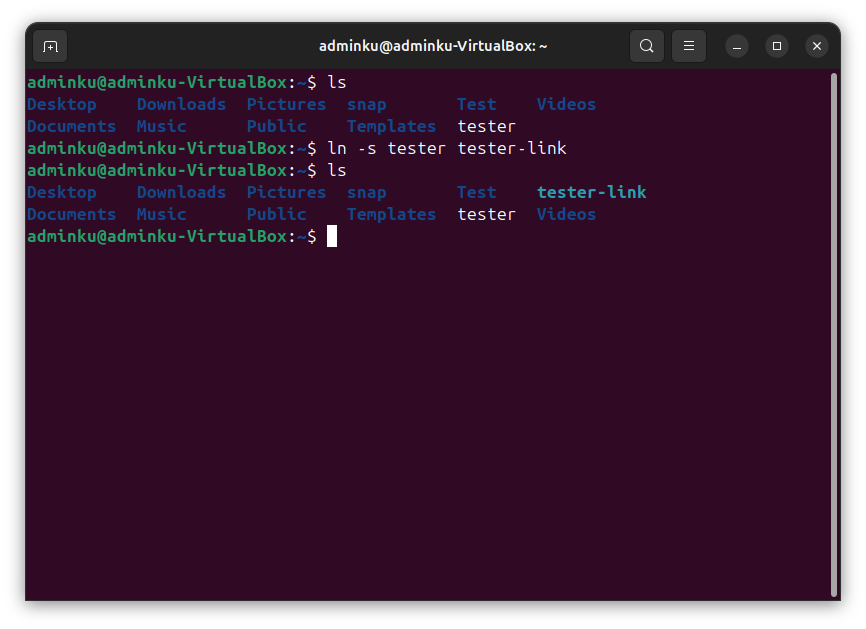 adminku@adminku-VirtualBox: ~
adminku@adminku-VirtualBox:~$ ls
Desktop    Downloads  Pictures  snap       Test    Videos
Documents  Music      Public    Templates  tester
adminku@adminku-VirtualBox:~$ ln -s tester tester-link
adminku@adminku-VirtualBox:~$ ls
Desktop    Downloads  Pictures  snap       Test    tester-link
Documents  Music      Public    Templates  tester  Videos
adminku@adminku-VirtualBox:~$